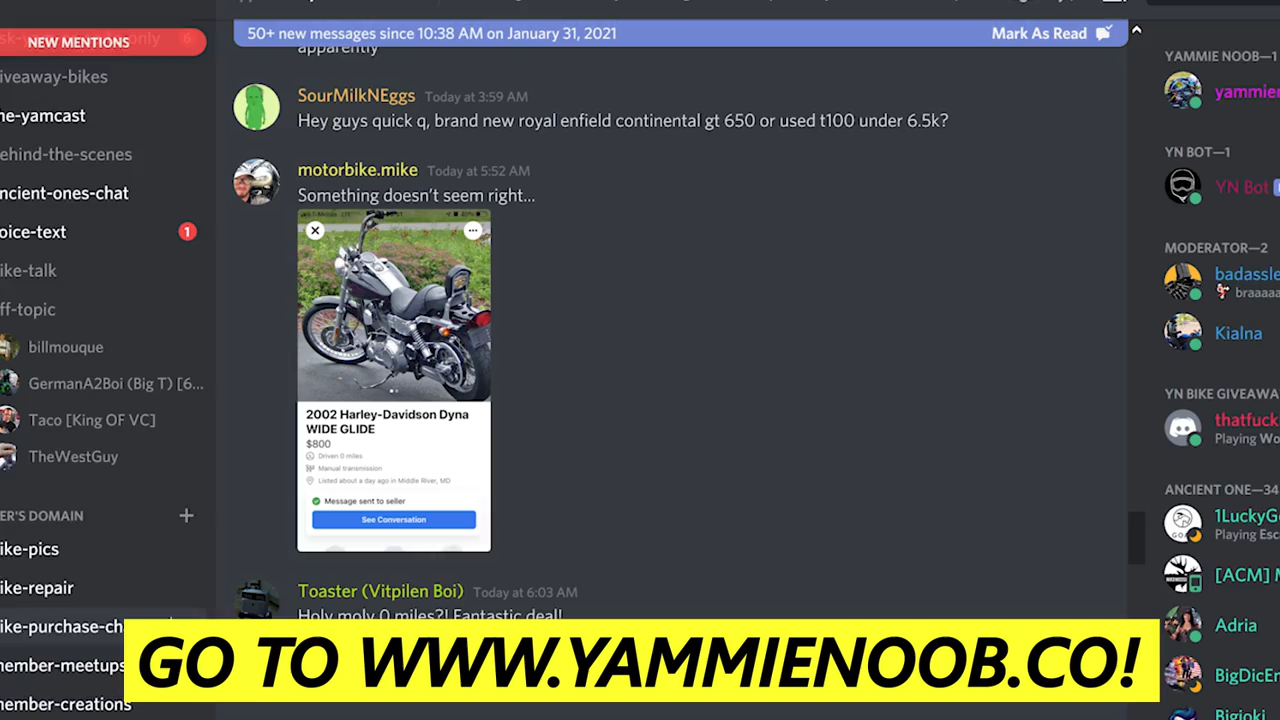 NEW MENTIONS
iveaway-bikes
he-yamcast
ehind-the-scenes
ncient-ones-chat
oice-text
1
ike-talk
ff-topic
billmouque
GermanA2Boi (Big T) [6...
Taco [King OF VC]
TheWestGuy
ER'S DOMAIN
ike-pics
ike-repair
ike-purchase-ch
member-meetups
member-creations
50+ new messages since 10:38 AM on January 31, 2021
Mark As Read
apparently
SourMilkNEggs Today at 3:59 AM
Hey guys quick q, brand new royal enfield continental gt 650 or used t100 under 6.5k?
motorbike.mike Today at 5:52 AM
Something doesn't seem right...
2002 Harley-Davidson Dyna
WIDE GLIDE
$800
Driven 0 miles
Manual transmission
Listed about a day ago in Middle River, MD
Message sent to seller
See Conversation
Toaster (Vitpilen Boi) Today at 6:03 AM
Holy moly 0 miles?! Fantastic deal!
YAMMIE NOOB—1
yammie
YN BOT—1
YN Bot
MODERATOR—2
badassle
braaaaa
Kialna
YN BIKE GIVEAWA
thatfuck
Playing Wo
ANCIENT ONE—34
1LuckyG
Playing Esc
[ACM]
Adria
BigDicE
Bigjoki
GO TO WWW.YAMMIENOOB.CO!